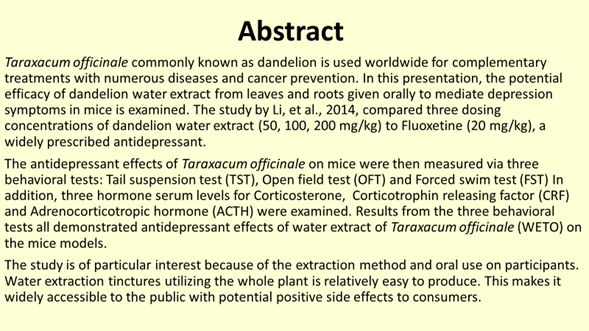 Abstract
Taraxacum officinale commonly known as dandelion is used worldwide for complementary
treatments with numerous diseases and cancer prevention. In this presentation, the potential
efficacy of dandelion water extract from leaves and roots given orally to mediate depression
symptoms in mice is examined. The study by Li, et al., 2014, compared three dosing
concentrations of dandelion water extract (50, 100, 200 mg/kg) to Fluoxetine (20 mg/kg), a
widely prescribed antidepressant.
The antidepressant effects of Taraxacum officinale on mice were then measured via three
behavioral tests: Tail suspension test (TST), Open field test (OFT) and Forced swim test (FST) In
addition, three hormone serum levels for Corticosterone, Corticotrophin releasing factor (CRF)
and Adrenocorticotropic hormone (ACTH) were examined. Results from the three behavioral
tests all demonstrated antidepressant effects of water extract of Taraxacum officinale (WETO) on
the mice models.
The study is of particular interest because of the extraction method and oral use on participants.
Water extraction tinctures utilizing the whole plant is relatively easy to produce. This makes it
widely accessible to the public with potential positive side effects to consumers.